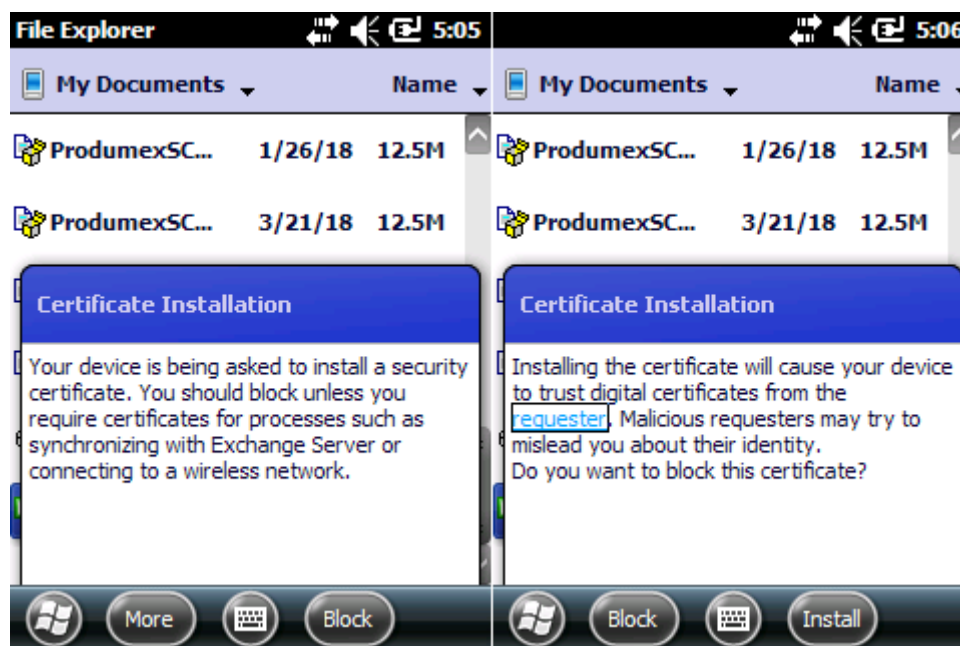 File Explorer 5:05
My Documents Name
ProdumexSC... 1/26/18 12.5M
ProdumexSC... 3/21/18 12.5M
Certificate Installation
Your device is being asked to install a security
certificate. You should block unless you
require certificates for processes such as
synchronizing with Exchange Server or
connecting to a wireless network.
More Block
5:06
My Documents Name
ProdumexSC... 1/26/18 12.5M
ProdumexSC... 3/21/18 12.5M
Certificate Installation
Installing the certificate will cause your device
to trust digital certificates from the
requester. Malicious requesters may try to
mislead you about their identity.
Do you want to block this certificate?
Block Install